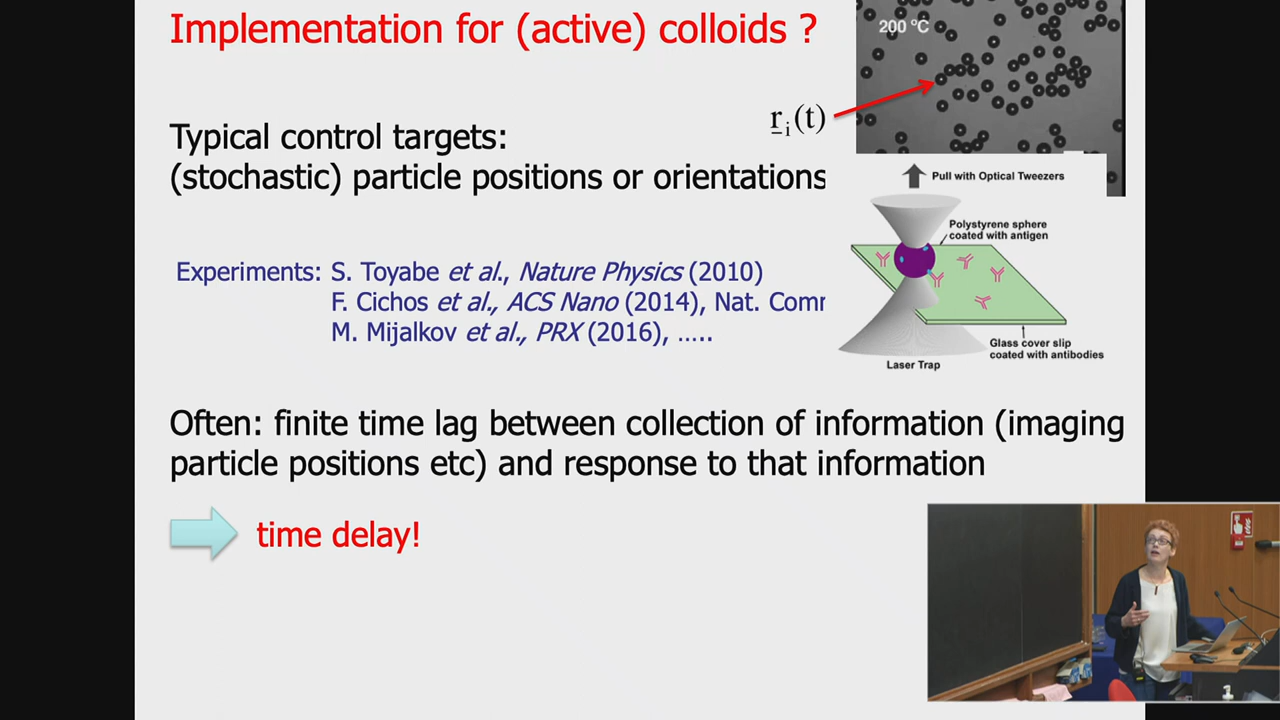 Implementation for (active) colloids ?
200 °C
r i (t)
Typical control targets:
(stochastic) particle positions or orientations
Pull with Optical Tweezers
Polystyrene sphere
coated with antigen
Experiments: S. Toyabe et al., Nature Physics (2010)
F. Cichos et al., ACS Nano (2014), Nat. Comm
M. Mijalkov et al., PRX (2016), …..
Glass cover slip
coated with antibodies
Laser Trap
Often: finite time lag between collection of information (imaging
particle positions etc) and response to that information
time delay!